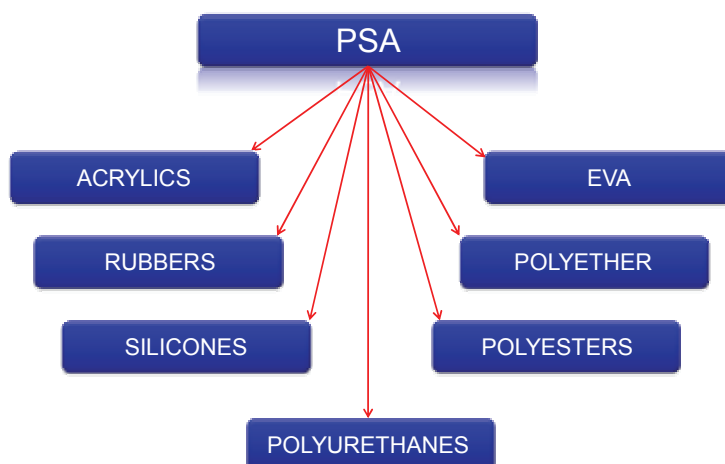 PSA
ACRYLICS
EVA
RUBBERS
POLYETHER
SILICONES
POLYESTERS
POLYURETHANES